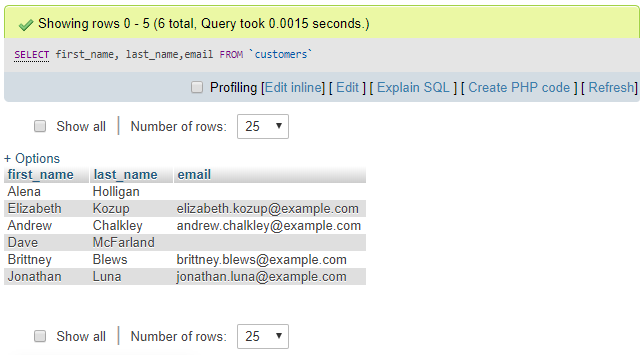 Showing rows 0 - 5 (6 total, Query took 0.0015 seconds.)
SELECT first_name, last_name,email FROM `customers`
Profiling [Edit inline] [ Edit ] [ Explain SQL ] [ Create PHP code ] [ Refresh]
Show all Number of rows: 25
+ Options
first_name last_name email
Alena Holligan
Elizabeth Kozup elizabeth.kozup@example.com
Andrew Chalkley andrew.chalkley@example.com
Dave McFarland
Brittney Blews brittney.blews@example.com
Jonathan Luna jonathan.luna@example.com
Show all Number of rows: 25